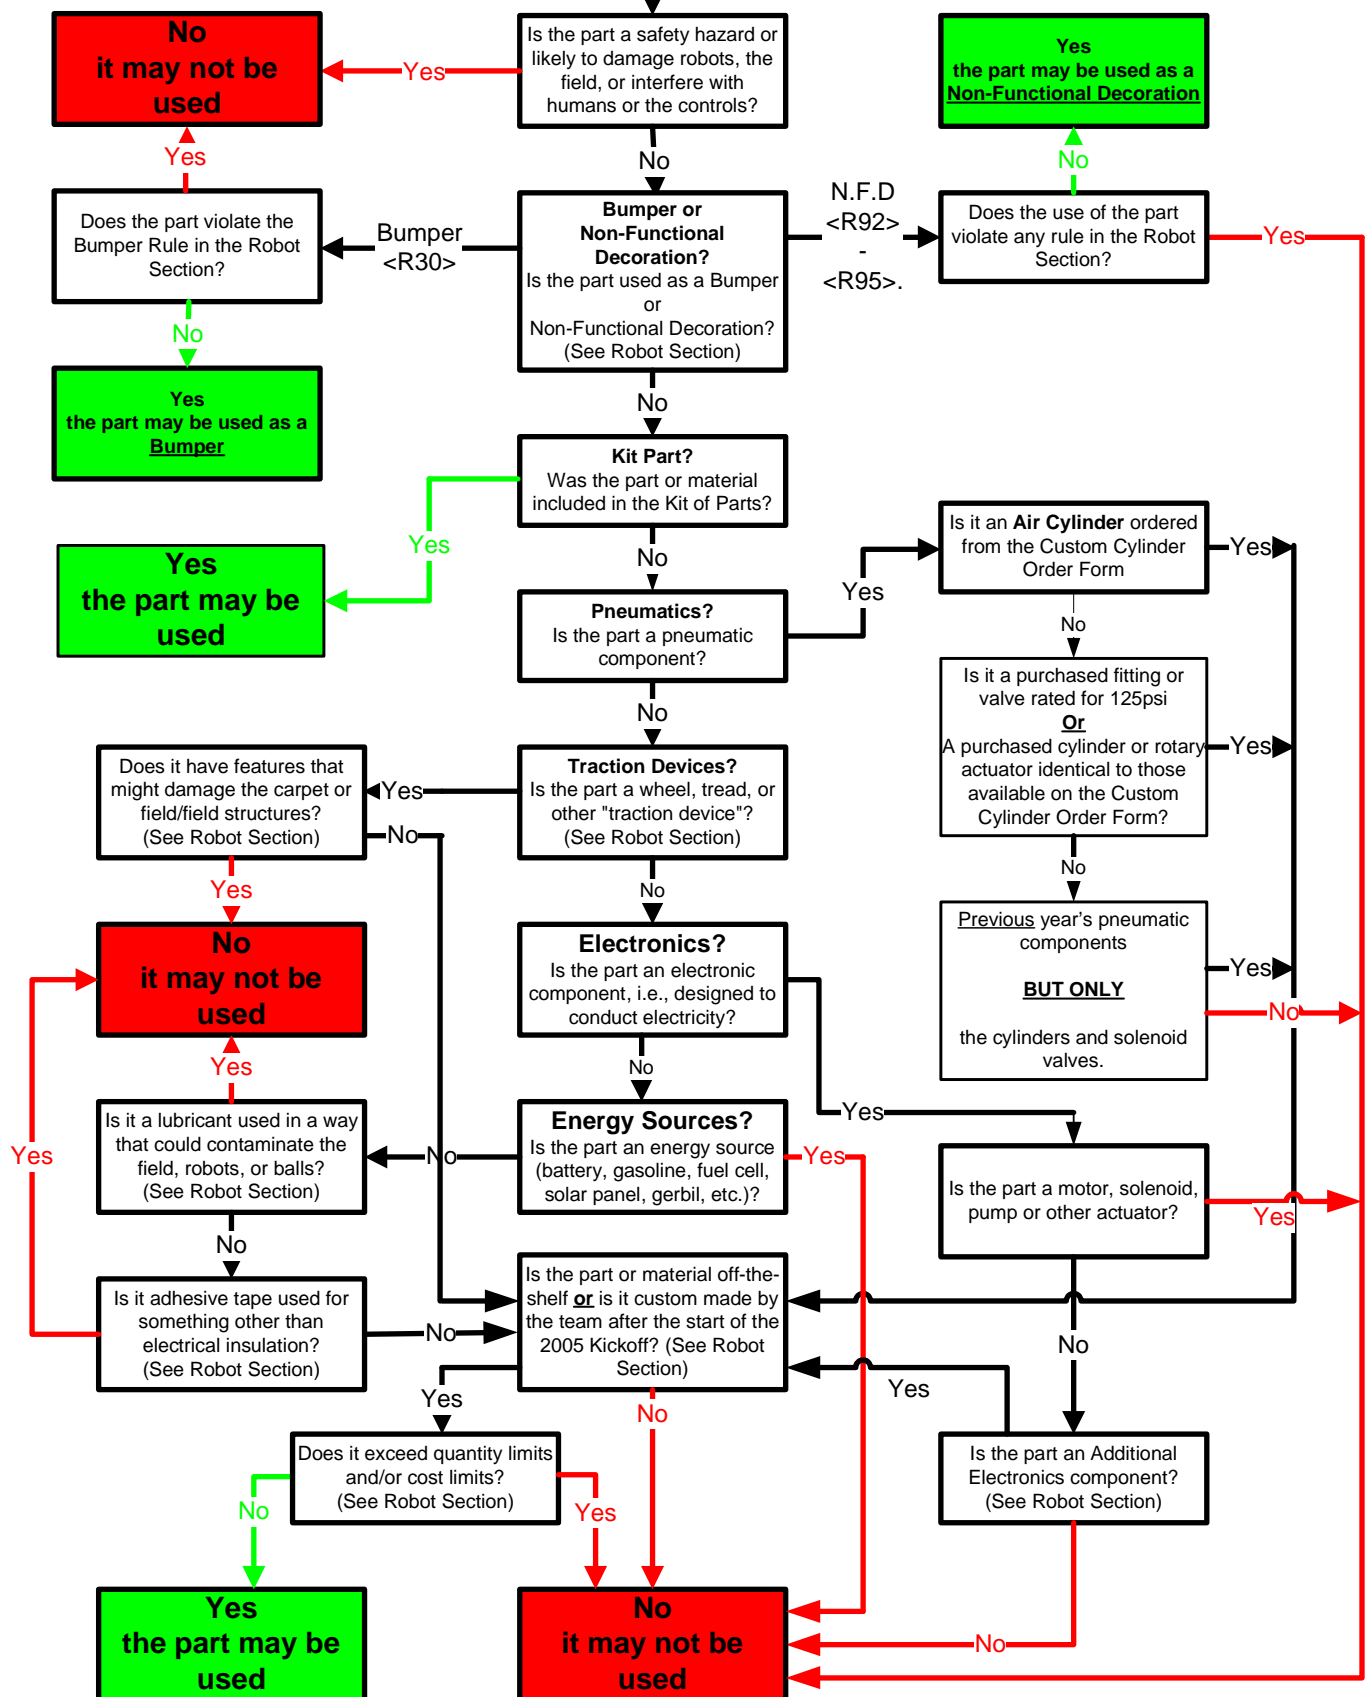 No
it may not be
used
Yes
Is the part a safety hazard or
likely to damage robots, the
field, or interfere with
humans or the controls?
Yes
the part may be used as a
Non-Functional Decoration
Yes
No
No
Does the part violate the
Bumper Rule in the Robot
Section?
Bumper
<R30>
Bumper or
Non-Functional
Decoration?
Is the part used as a Bumper
or
Non-Functional Decoration?
(See Robot Section)
N.F.D
<R92>
-
<R95>.
Does the use of the part
violate any rule in the Robot
Section?
Yes
No
Yes
the part may be used as a
Bumper
No
Kit Part?
Was the part or material
included in the Kit of Parts?
Yes
Yes
the part may be
used
No
Is it an Air Cylinder ordered
from the Custom Cylinder
Order Form
Yes
Pneumatics?
Is the part a pneumatic
component?
Yes
No
Is it a purchased fitting or
valve rated for 125psi
Or
A purchased cylinder or rotary
actuator identical to those
available on the Custom
Cylinder Order Form?
Yes
No
Does it have features that
might damage the carpet or
field/field structures?
(See Robot Section)
Yes
No
Traction Devices?
Is the part a wheel, tread, or
other "traction device"?
(See Robot Section)
No
Yes
No
No
it may not be
used
Electronics?
Is the part an electronic
component, i.e., designed to
conduct electricity?
Previous year's pneumatic
components
BUT ONLY
the cylinders and solenoid
valves.
Yes
No
No
Yes
Yes
Is it a lubricant used in a way
that could contaminate the
field, robots, or balls?
(See Robot Section)
No
Energy Sources?
Is the part an energy source
(battery, gasoline, fuel cell,
solar panel, gerbil, etc.)?
Yes
Yes
Is the part a motor, solenoid,
pump or other actuator?
Yes
No
Is it adhesive tape used for
something other than
electrical insulation?
(See Robot Section)
Yes
No
Is the part or material off-the-
shelf or is it custom made by
the team after the start of the
2005 Kickoff? (See Robot
Section)
No
Yes
Yes
No
Does it exceed quantity limits
and/or cost limits?
(See Robot Section)
Is the part an Additional
Electronics component?
(See Robot Section)
No
Yes
No
Yes
the part may be
used
No
it may not be
used